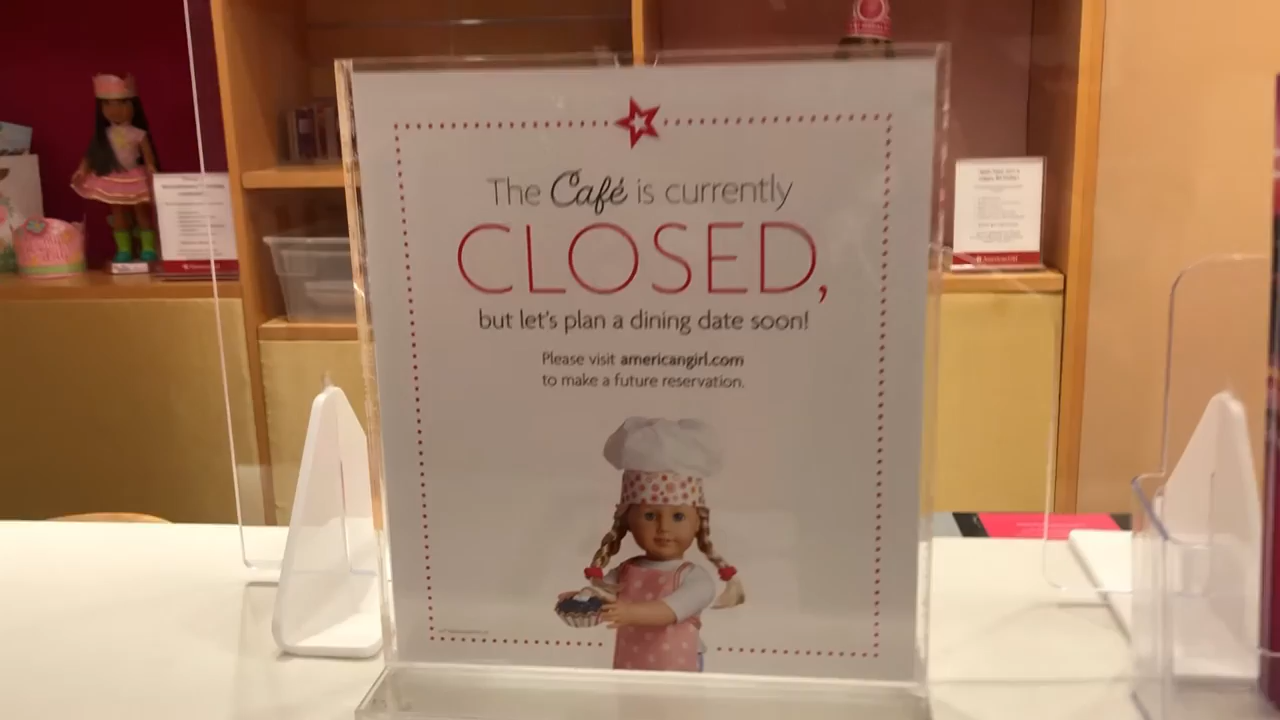 The Café is currently
CLOSED,
but let's plan a dining date soon!
Please visit americangirl.com
to make a future reservation.